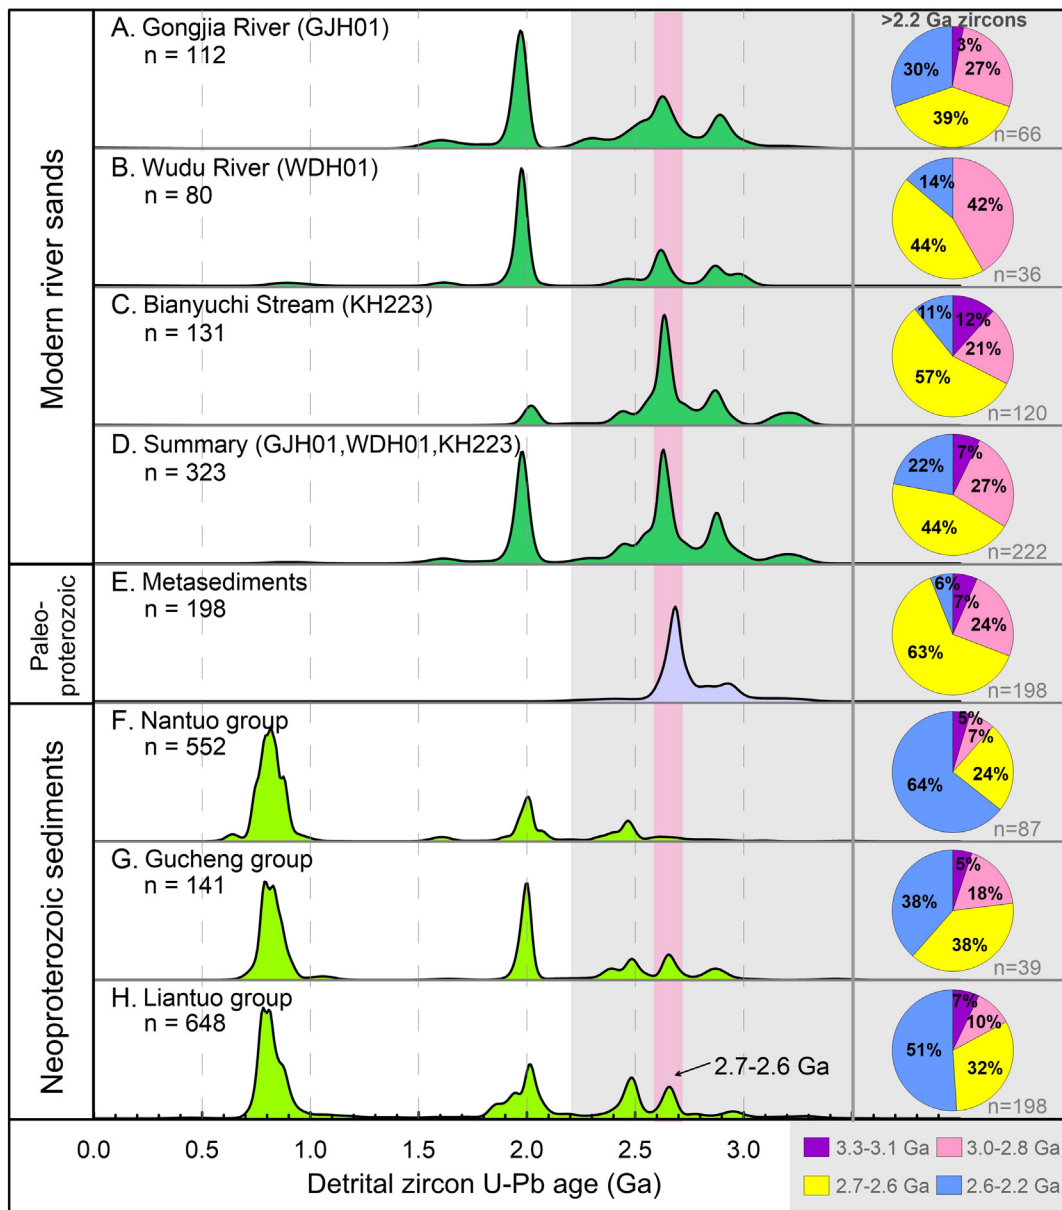 A. Gongjia River (GJH01)
n = 112
>2.2 Ga zircons
3%
27%
39%
30%
n=66
B. Wudu River (WDH01)
n = 80
42%
44%
14%
n=36
C. Bianyuchi Stream (KH223)
n = 131
12%
21%
57%
11%
n=120
D. Summary (GJH01,WDH01,KH223)
n = 323
7%
27%
44%
22%
n=222
Modern river sands
E. Metasediments
n = 198
7%
24%
63%
6%
n=198
Paleo-
proterozoic
F. Nantuo group
n = 552
5%
7%
24%
64%
n=87
G. Gucheng group
n = 141
5%
18%
38%
38%
n=39
H. Liantuo group
n = 648
2.7-2.6 Ga
7%
10%
32%
51%
n=198
Neoproterozoic sediments
0.0 0.5 1.0 1.5 2.0 2.5 3.0
Detrital zircon U-Pb age (Ga)
3.3-3.1 Ga 3.0-2.8 Ga
2.7-2.6 Ga 2.6-2.2 Ga